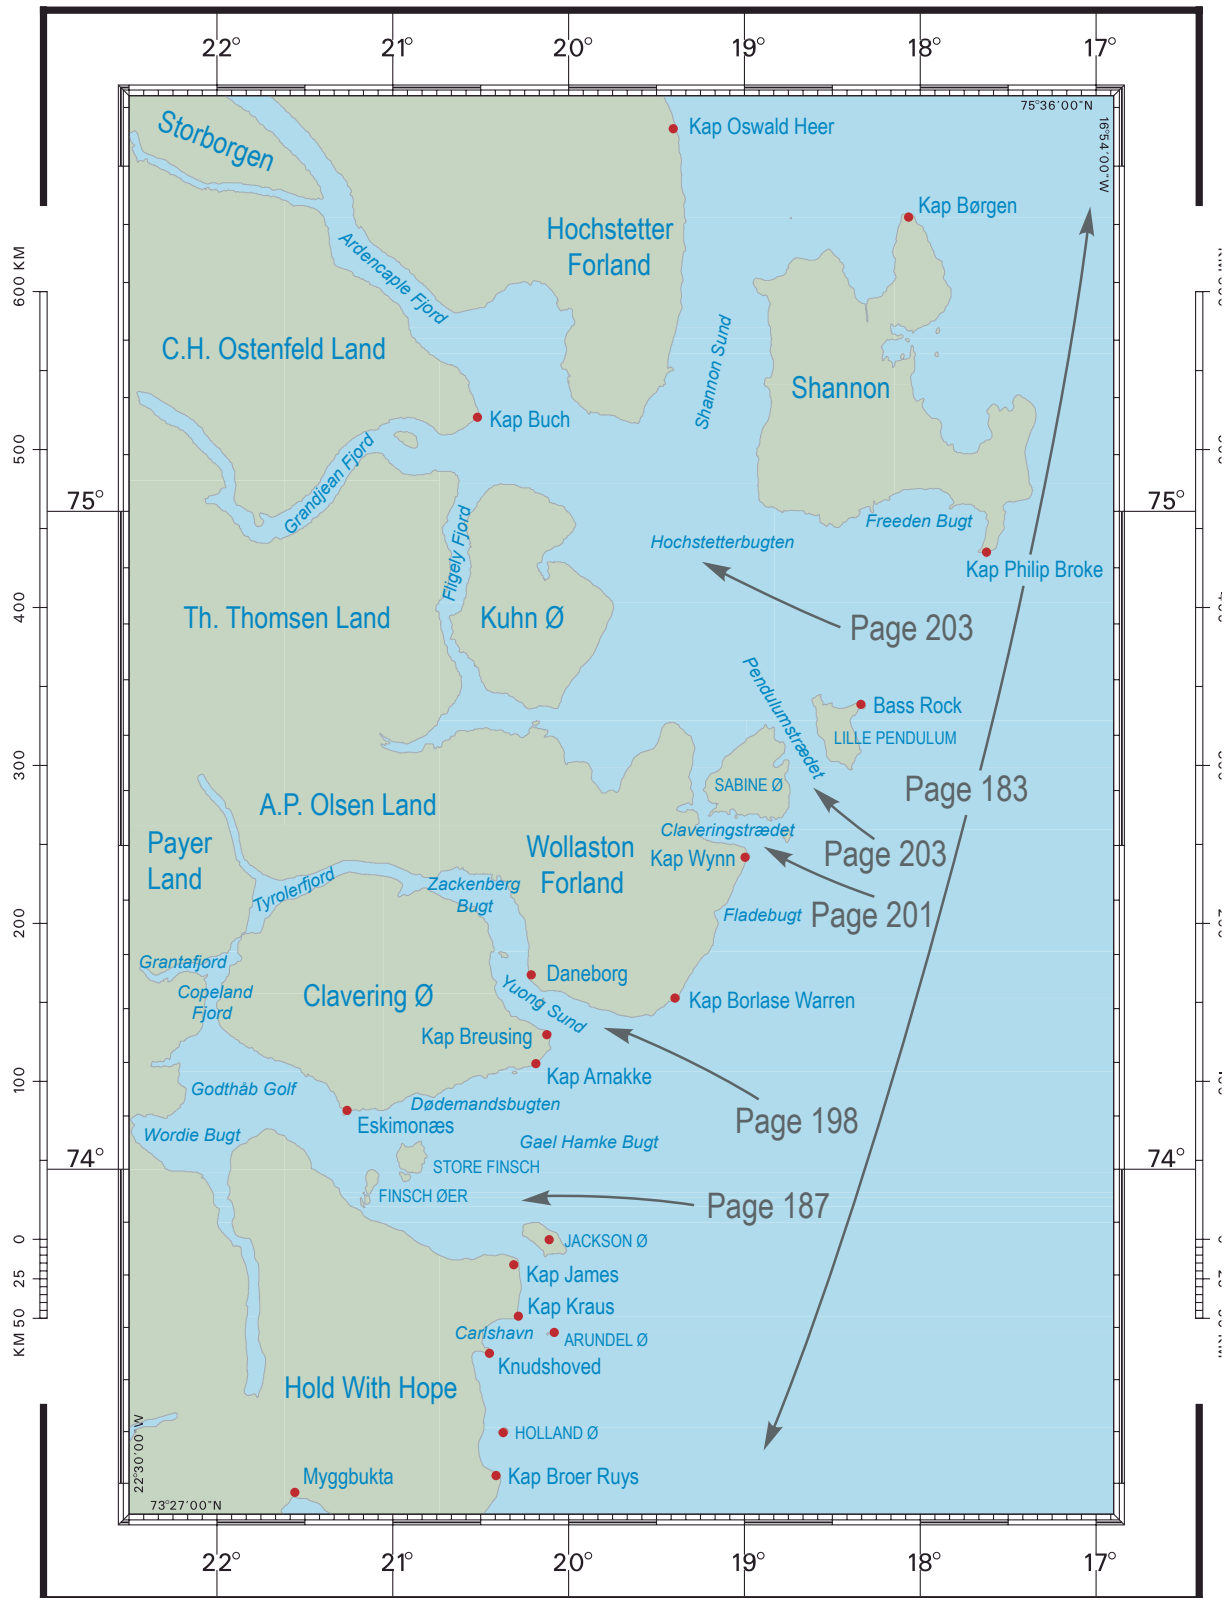 22°
21°
20°
19°
18°
17°
75°36'00"N
16°54'00"W
Storborgen
Kap Oswald Heer
Kap Børgen
Hochstetter
Forland
Ardencaple Fjord
600 KM
C.H. Ostenfeld Land
Shannon Sund
Shannon
Kap Buch
500
Grandjean Fjord
75°
75°
Freeden Bugt
Hochstetterbugten
Fligely Fjord
Kap Philip Broke
400
Th. Thomsen Land
Kuhn Ø
Page 203
Pendulumstrædet
Bass Rock
LILLE PENDULUM
300
SABINE Ø
Page 183
A.P. Olsen Land
Claveringstrædet
Payer
Land
Wollaston
Forland
Kap Wynn
Page 203
Tyrolerfjord
Zackenberg
Bugt
200
Fladebugt
Page 201
Grantafjord
Daneborg
Copeland
Fjord
Clavering Ø
Yuong Sund
Kap Borlase Warren
Kap Breusing
Kap Arnakke
100
Godthåb Golf
Dødemandsbugten
Eskimonæs
Page 198
Wordie Bugt
Gael Hamke Bugt
74°
74°
STORE FINSCH
FINSCH ØER
Page 187
0
JACKSON Ø
25
Kap James
KM 50
Kap Kraus
Carlshavn
ARUNDEL Ø
Knudshoved
Hold With Hope
HOLLAND Ø
22°30'00"W
Myggbukta
Kap Broer Ruys
73°27'00"N
22°
21°
20°
19°
18°
17°